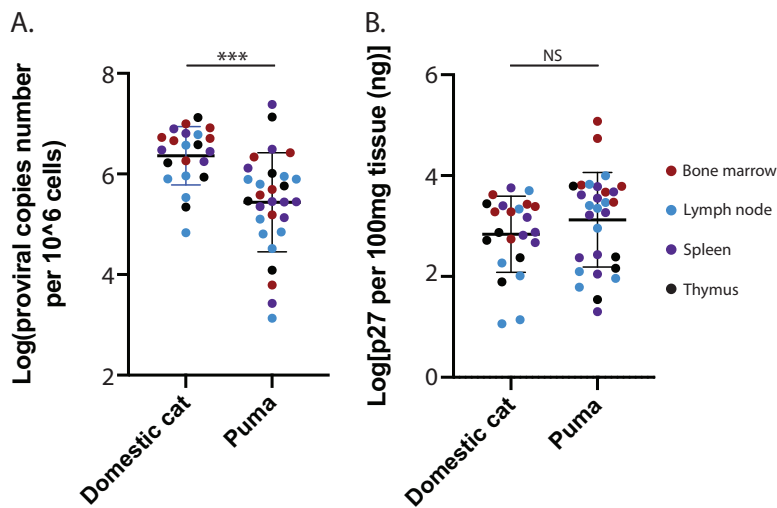 A.
***
8
6
4
2
Log(proviral copies number
per 10^6 cells)
Domestic cat
Puma
B.
NS
6
4
2
0
Log[p27 per 100mg tissue (ng)]
Domestic cat
Puma
Bone marrow
Lymph node
Spleen
Thymus